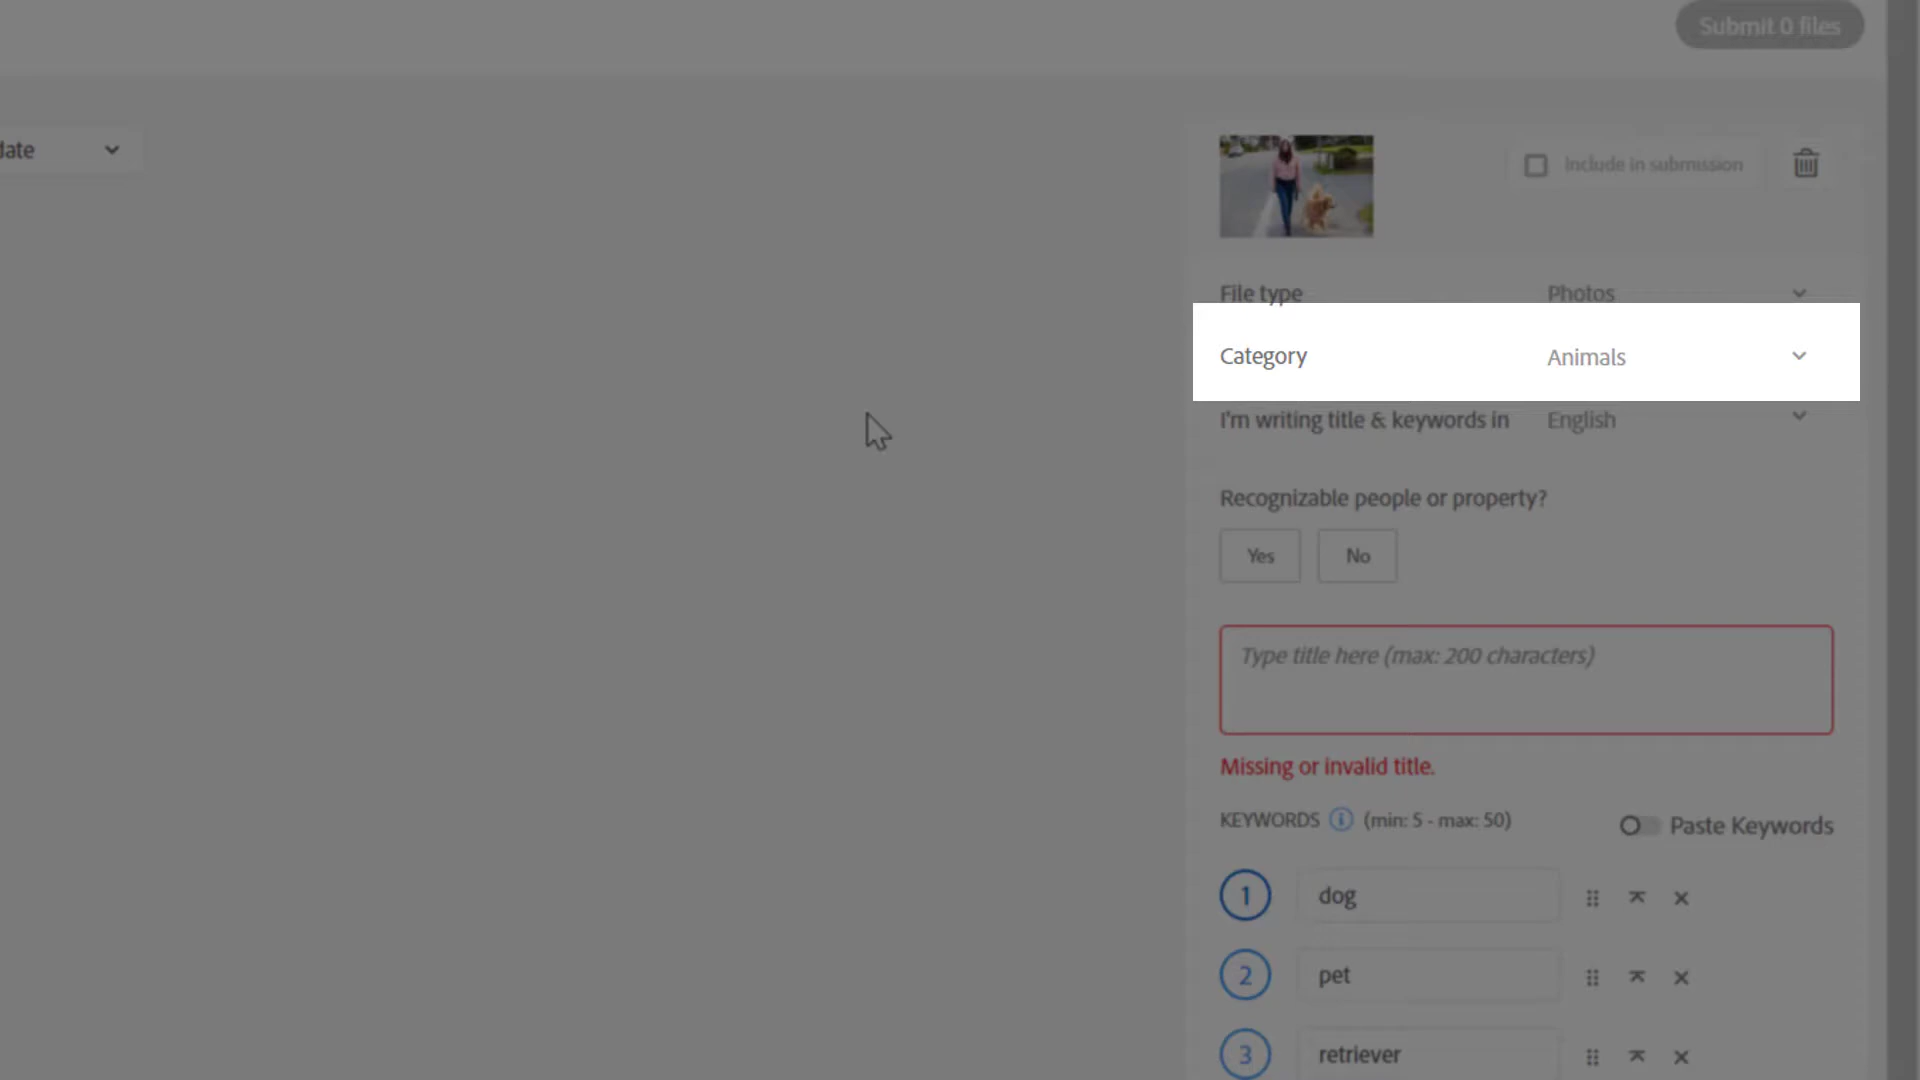 Submit 0 files
date
Include in submission
File type Photos
Category Animals
I'm writing title & keywords in English
Recognizable people or property?
Yes No
Type title here (max: 200 characters)
Missing or invalid title.
KEYWORDS (min: 5 - max: 50) Paste Keywords
1 dog
2 pet
3 retriever